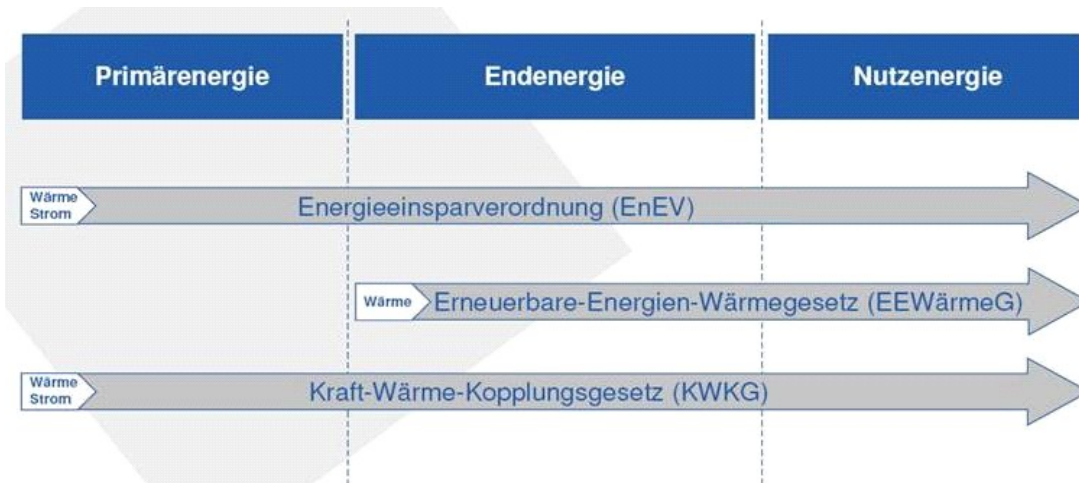 Primärenergie
Endenergie
Nutzenergie
Wärme
Strom
Energieeinsparverordnung (EnEV)
Wärme
Erneuerbare-Energien-Wärmegesetz (EEWärmeG)
Wärme
Strom
Kraft-Wärme-Kopplungsgesetz (KWKG)